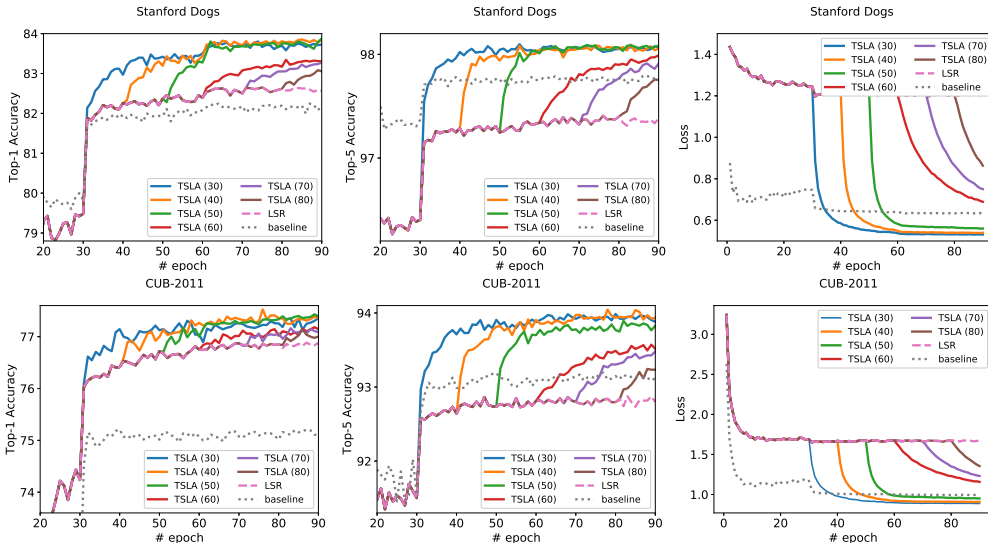 Stanford Dogs
Stanford Dogs
Stanford Dogs
Top-1 Accuracy
84
83
82
81
80
79
TSLA (30)
TSLA (40)
TSLA (50)
TSLA (60)
TSLA (70)
TSLA (80)
LSR
baseline
20 30 40 50 60 70 80 90
# epoch
Top-5 Accuracy
98
97
TSLA (30)
TSLA (40)
TSLA (50)
TSLA (60)
TSLA (70)
TSLA (80)
LSR
baseline
20 30 40 50 60 70 80 90
# epoch
Loss
1.4
1.2
1.0
0.8
0.6
TSLA (30)
TSLA (40)
TSLA (50)
TSLA (60)
TSLA (70)
TSLA (80)
LSR
baseline
0 20 40 60 80
# epoch
CUB-2011
CUB-2011
CUB-2011
Top-1 Accuracy
77
76
75
74
TSLA (30)
TSLA (40)
TSLA (50)
TSLA (60)
TSLA (70)
TSLA (80)
LSR
baseline
20 30 40 50 60 70 80 90
# epoch
Top-5 Accuracy
94
93
92
TSLA (30)
TSLA (40)
TSLA (50)
TSLA (60)
TSLA (70)
TSLA (80)
LSR
baseline
20 30 40 50 60 70 80 90
# epoch
Loss
3.0
2.5
2.0
1.5
1.0
TSLA (30)
TSLA (40)
TSLA (50)
TSLA (60)
TSLA (70)
TSLA (80)
LSR
baseline
0 20 40 60 80
# epoch